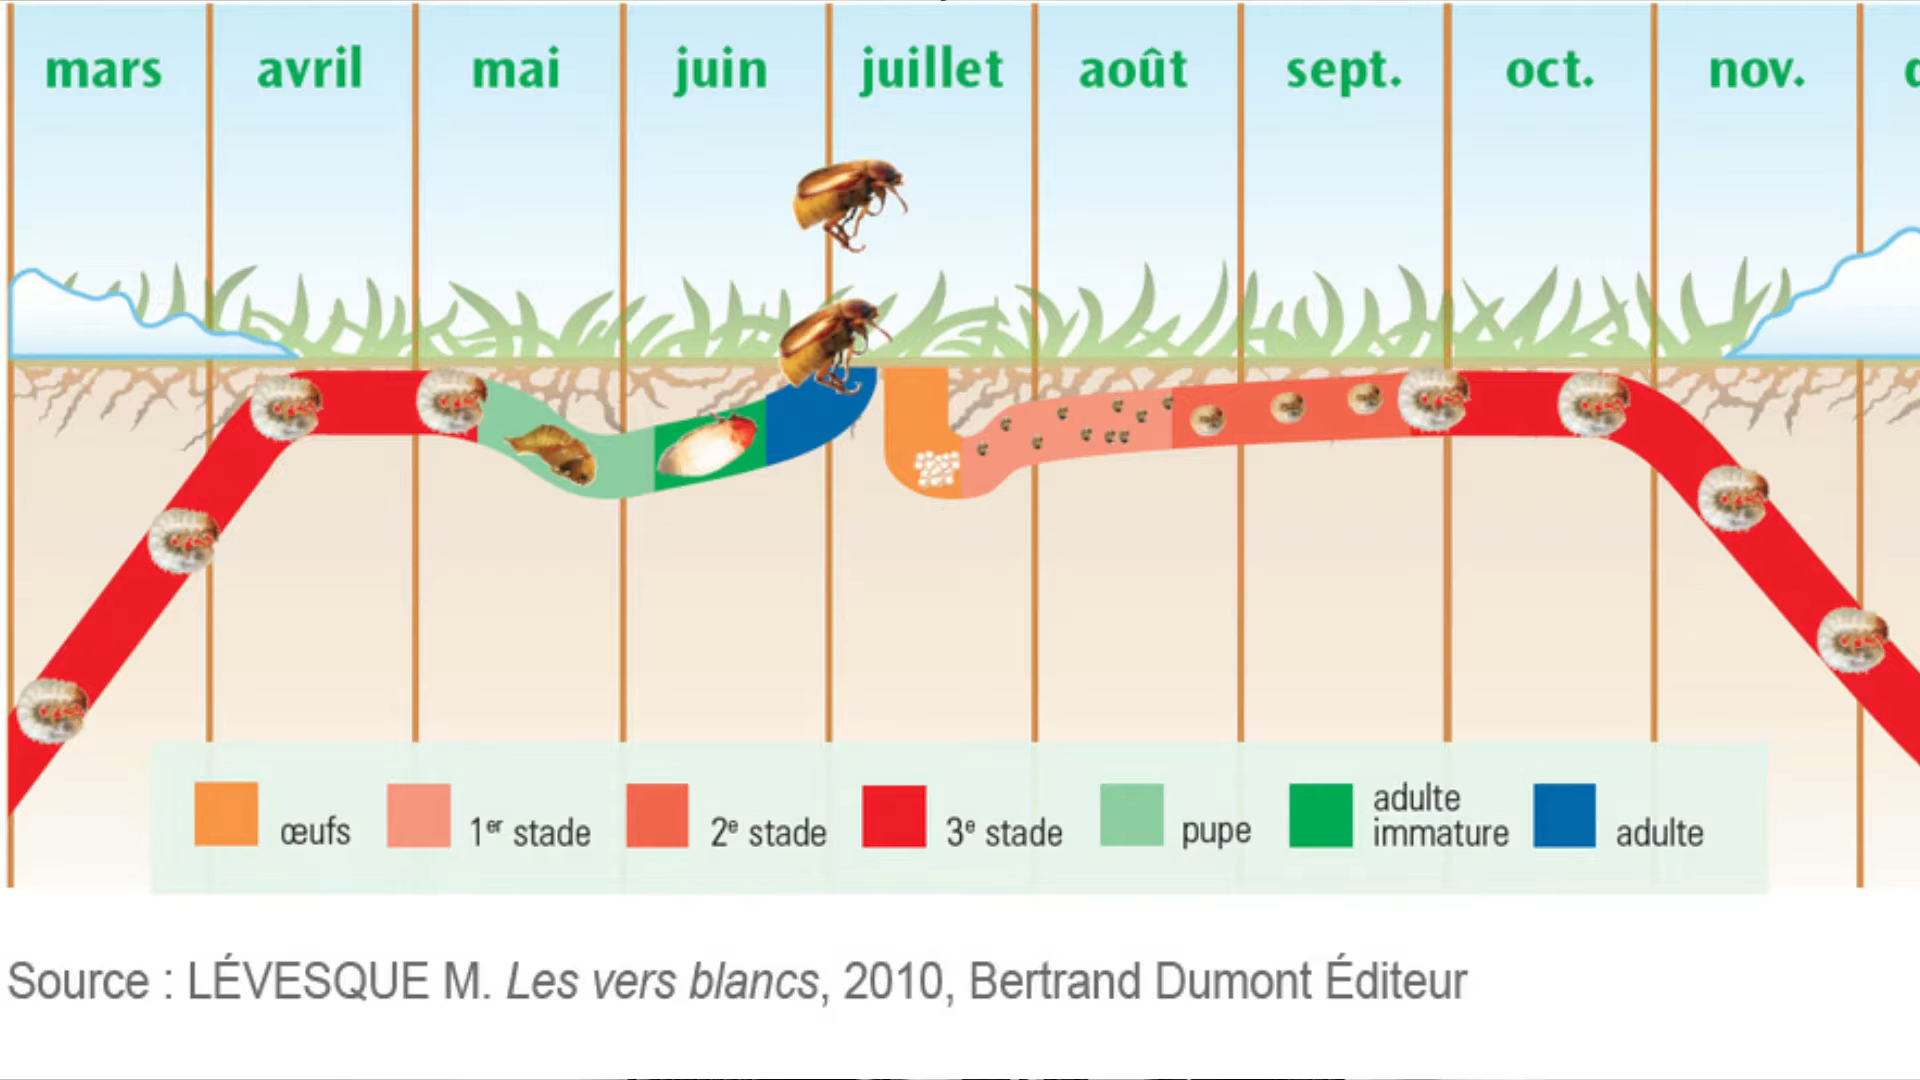 mars avril mai juin juillet août sept. oct. nov.
œufs 1er stade 2e stade 3e stade pupe adulte immature adulte
Source : LÉVESQUE M. Les vers blancs, 2010, Bertrand Dumont Éditeur